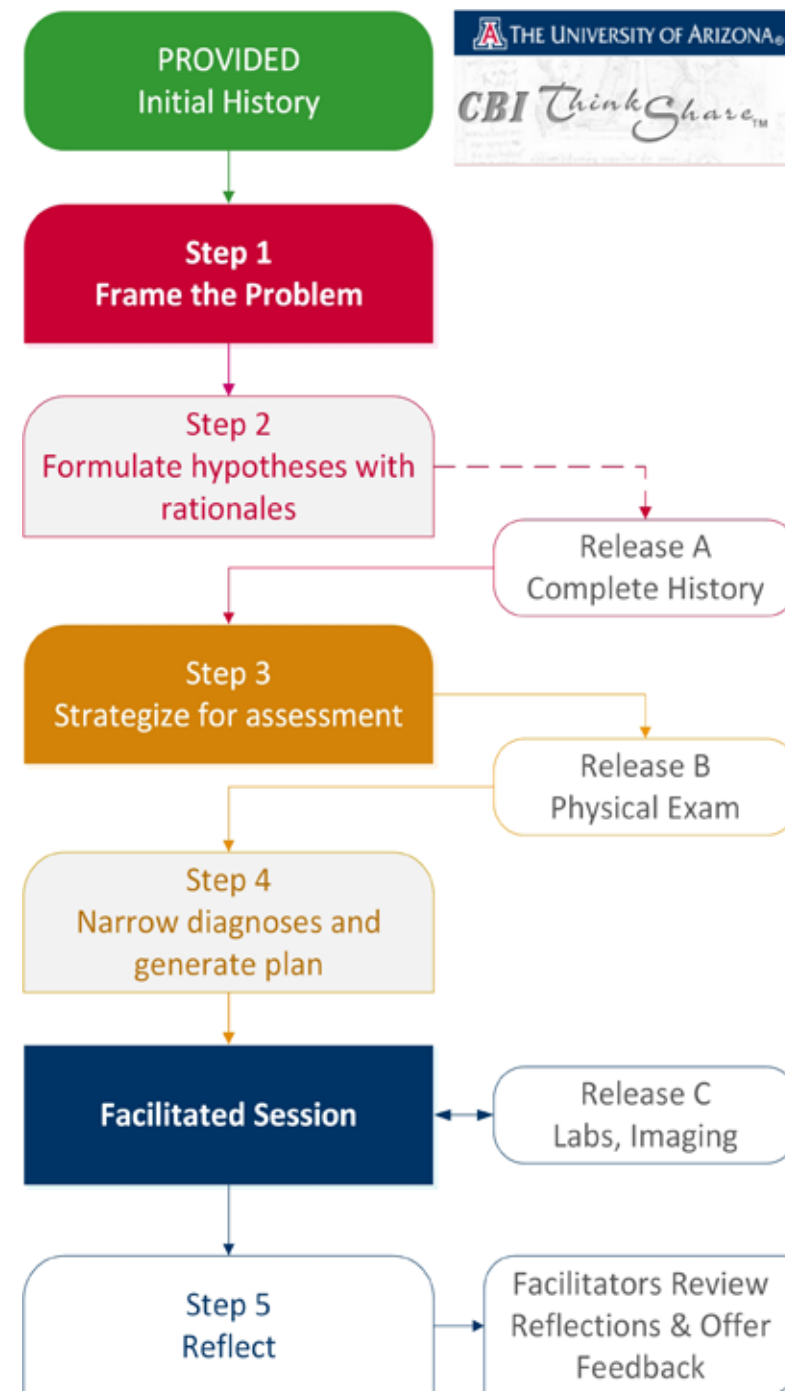 PROVIDED
Initial History
THE UNIVERSITY OF ARIZONA®
CBI ThinkShare™
Step 1
Frame the Problem
Step 2
Formulate hypotheses with
rationales
Release A
Complete History
Step 3
Strategize for assessment
Release B
Physical Exam
Step 4
Narrow diagnoses and
generate plan
Facilitated Session
Release C
Labs, Imaging
Step 5
Reflect
Facilitators Review
Reflections & Offer
Feedback